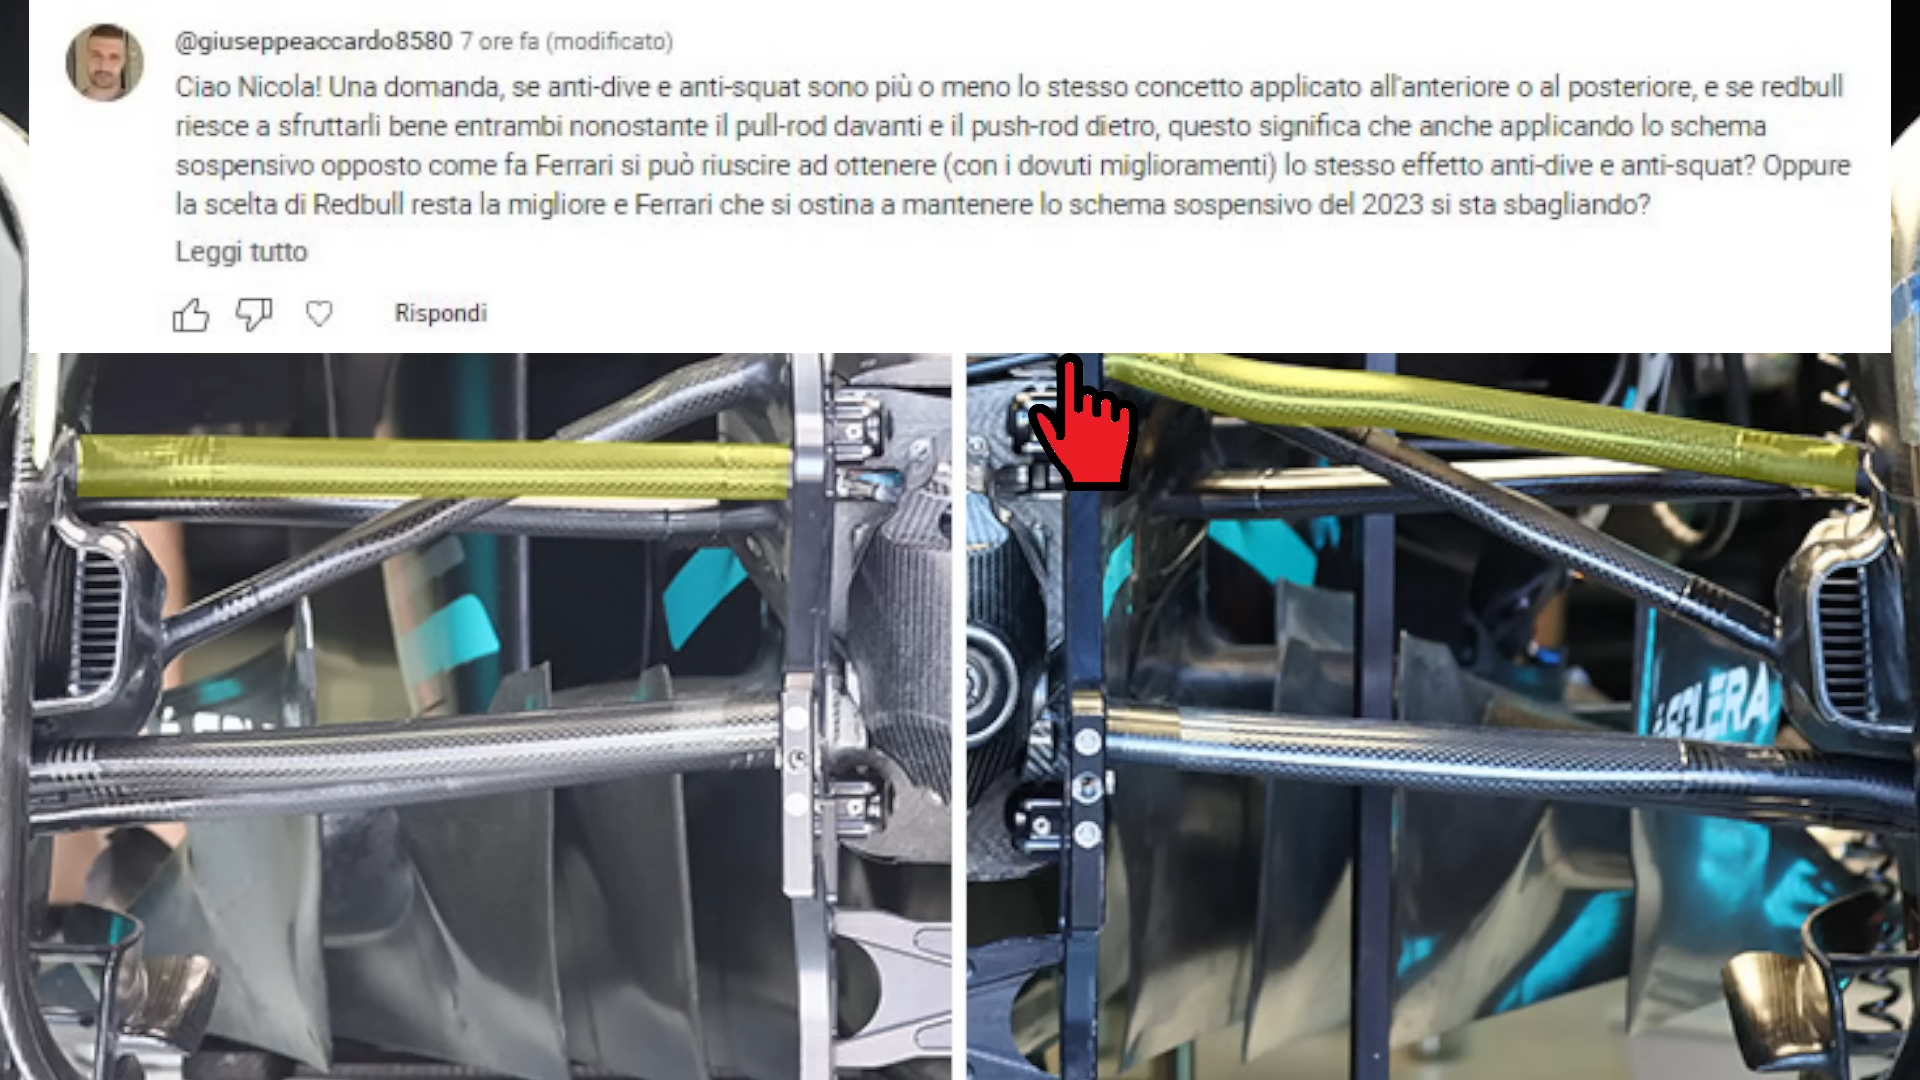 @giuseppeaccardo8580 7 ore fa (modificato)
Ciao Nicola! Una domanda, se anti-dive e anti-squat sono più o meno lo stesso concetto applicato all'anteriore o al posteriore, e se redbull
riesce a sfruttarli bene entrambi nonostante il pull-rod davanti e il push-rod dietro, questo significa che anche applicando lo schema
sospensivo opposto come fa Ferrari si può riuscire ad ottenere (con i dovuti miglioramenti) lo stesso effetto anti-dive e anti-squat? Oppure
la scelta di Redbull resta la migliore e Ferrari che si ostina a mantenere lo schema sospensivo del 2023 si sta sbagliando?
Leggi tutto
Rispondi